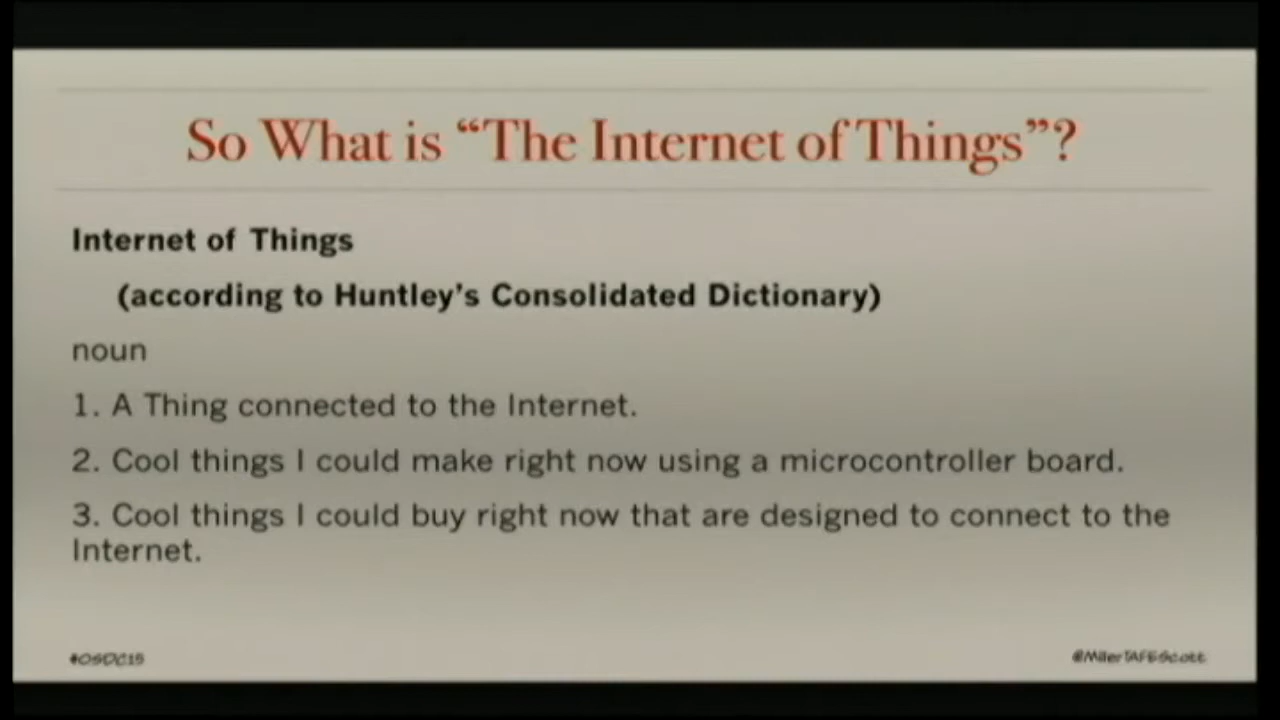 So What is “The Internet of Things”?
Internet of Things
(according to Huntley’s Consolidated Dictionary)
noun
1. A Thing connected to the Internet.
2. Cool things I could make right now using a microcontroller board.
3. Cool things I could buy right now that are designed to connect to the
Internet.
#OSDC15